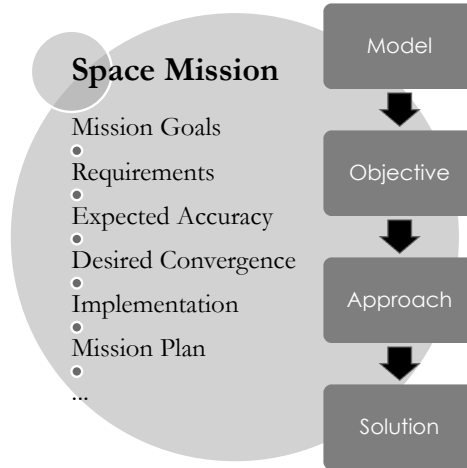 Space Mission
Mission Goals
Requirements
Expected Accuracy
Desired Convergence
Implementation
Mission Plan
...
Model
Objective
Approach
Solution